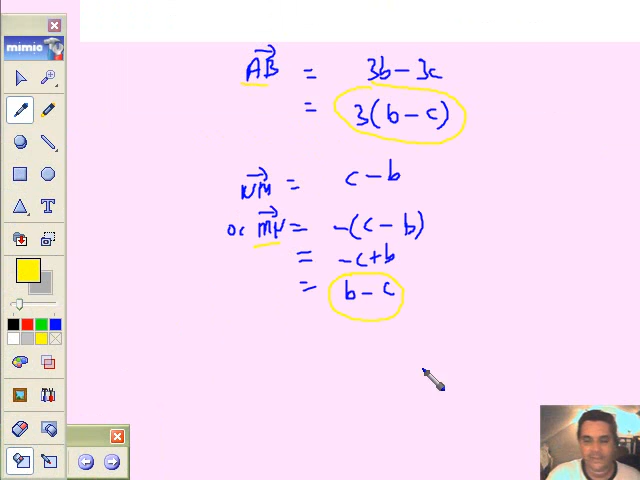 mimio
AB = 3b - 3c
= 3(b - c)
NM = c - b
or MN = -(c - b)
= -c + b
= b - c
T